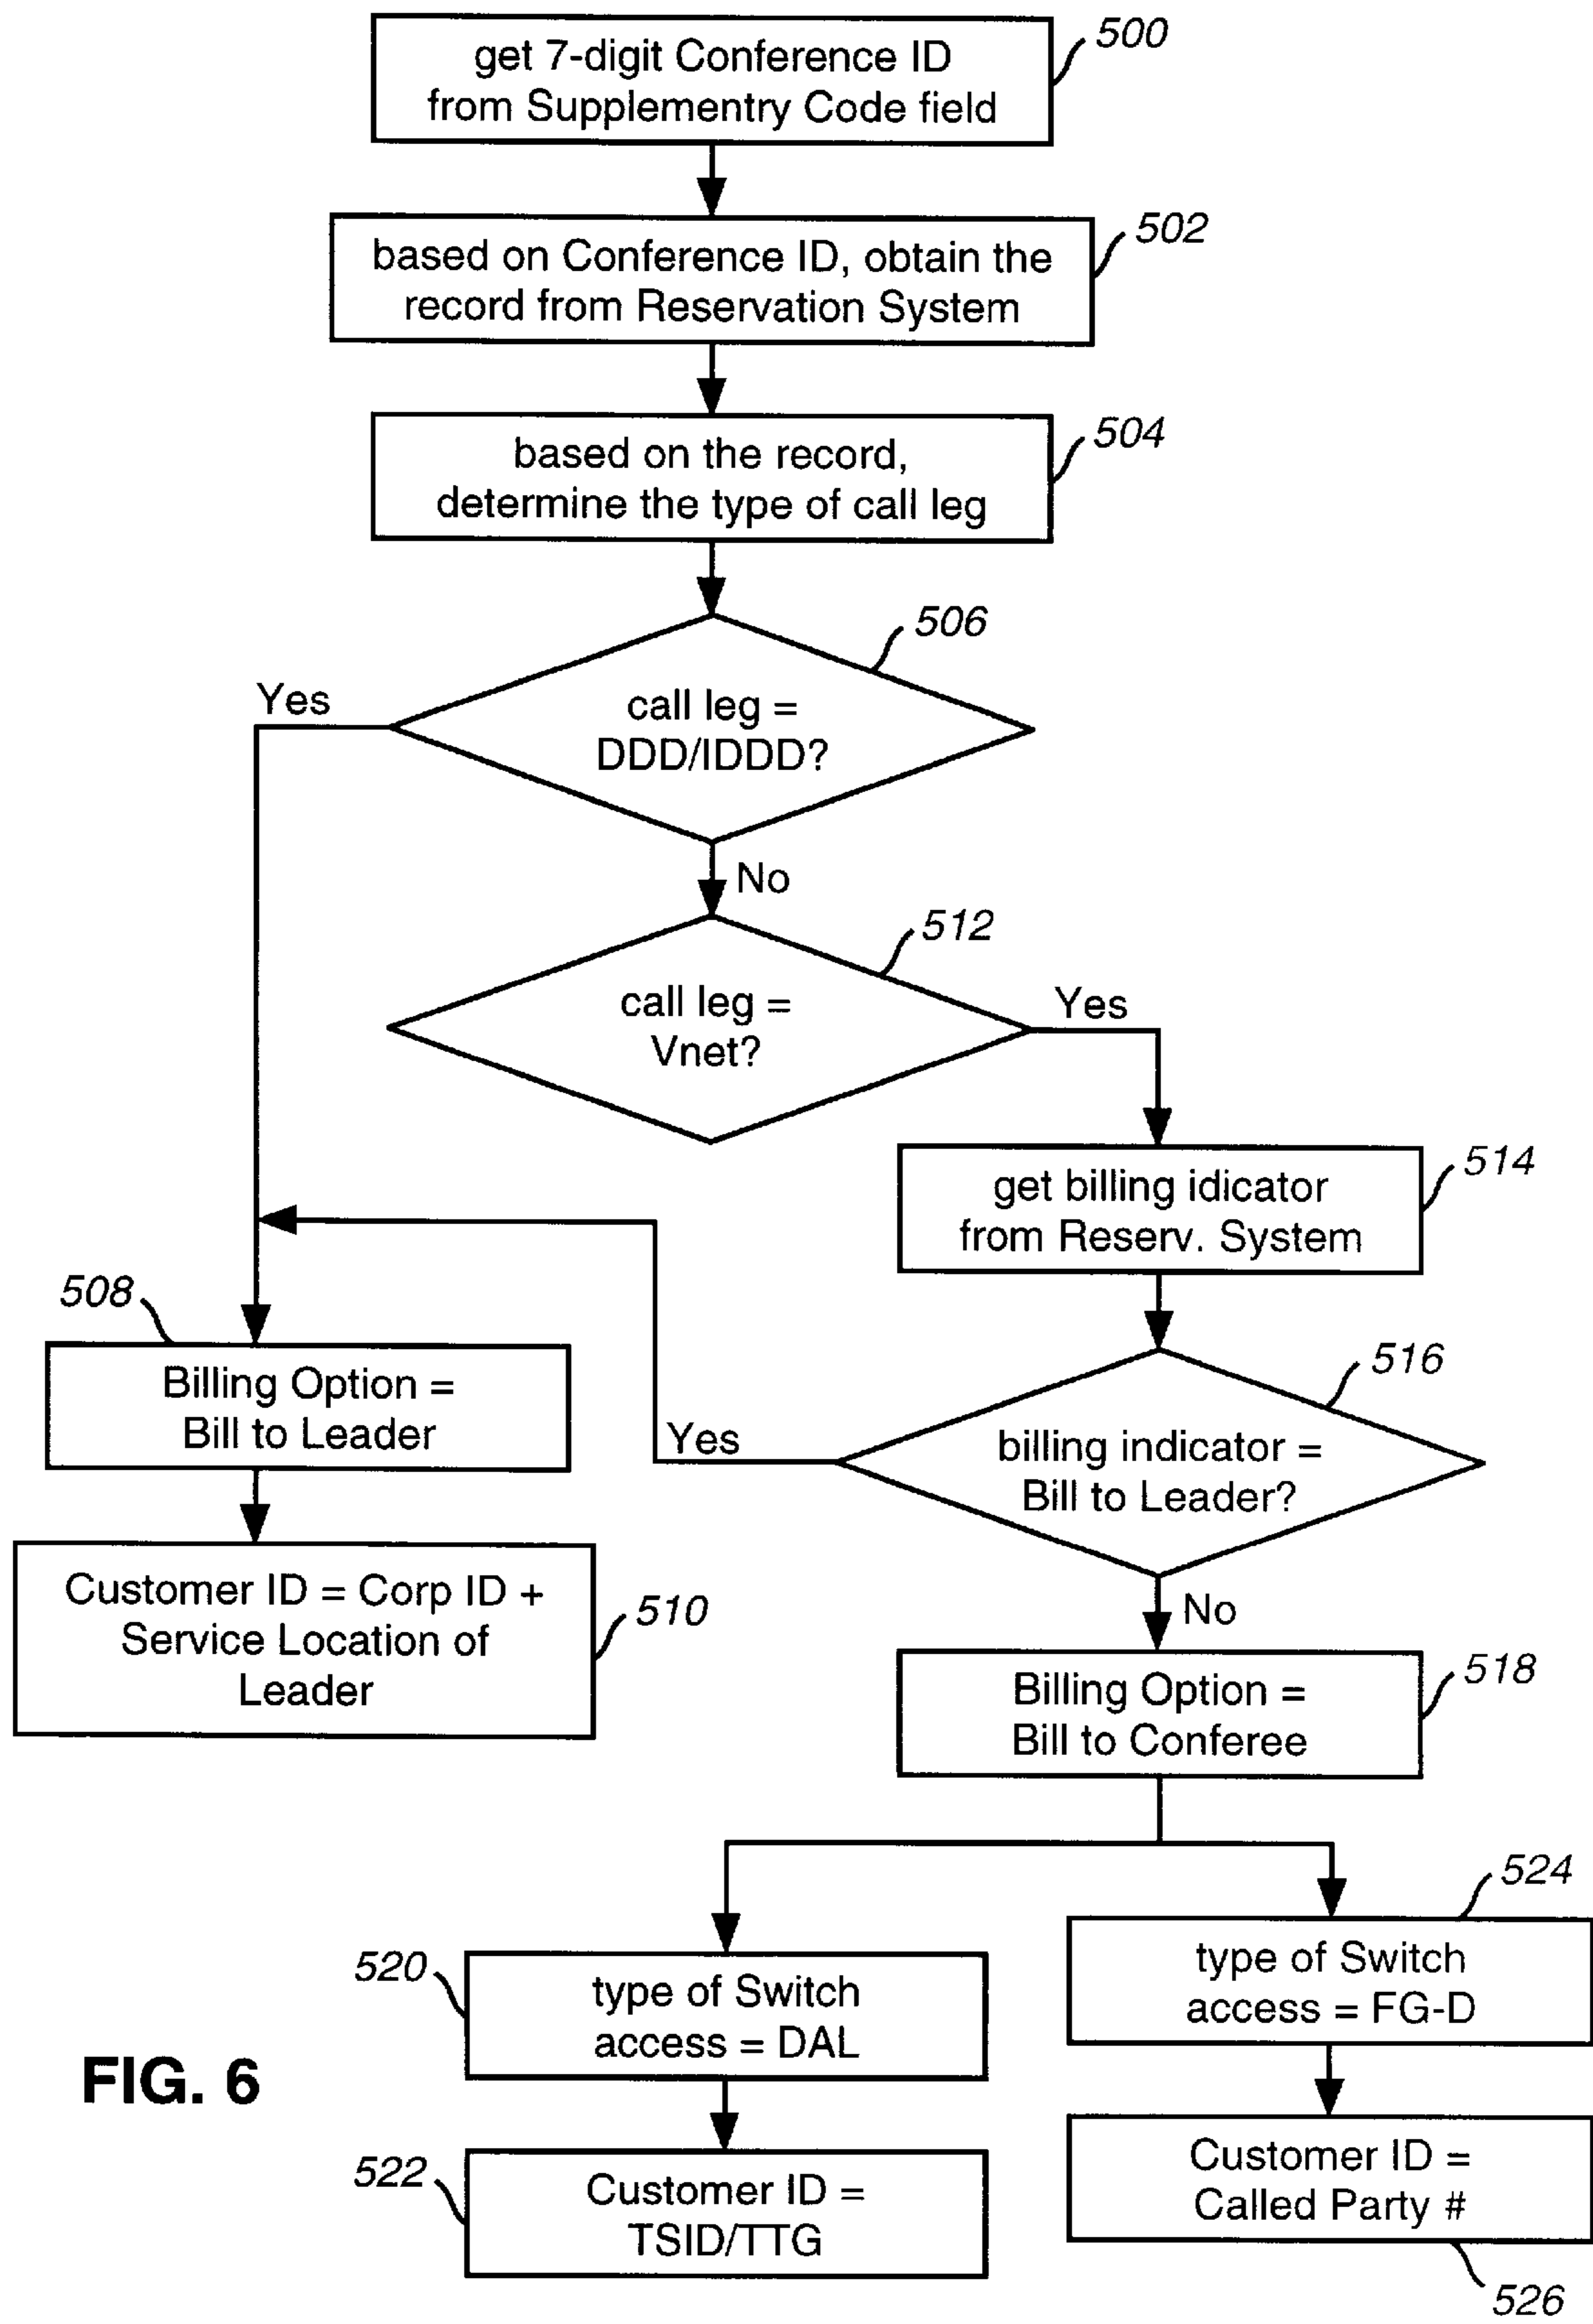 get 7-digit Conference ID
from Supplementry Code field
500
based on Conference ID, obtain the
record from Reservation System
502
based on the record,
determine the type of call leg
504
506
call leg =
DDD/IDDD?
Yes
No
512
call leg =
Vnet?
Yes
get billing idicator
from Reserv. System
514
508
Billing Option =
Bill to Leader
516
billing indicator =
Bill to Leader?
Yes
No
Customer ID = Corp ID +
Service Location of
Leader
510
Billing Option =
Bill to Conferee
518
520
type of Switch
access = DAL
524
type of Switch
access = FG-D
522
Customer ID =
TSID/TTG
Customer ID =
Called Party #
526
FIG. 6